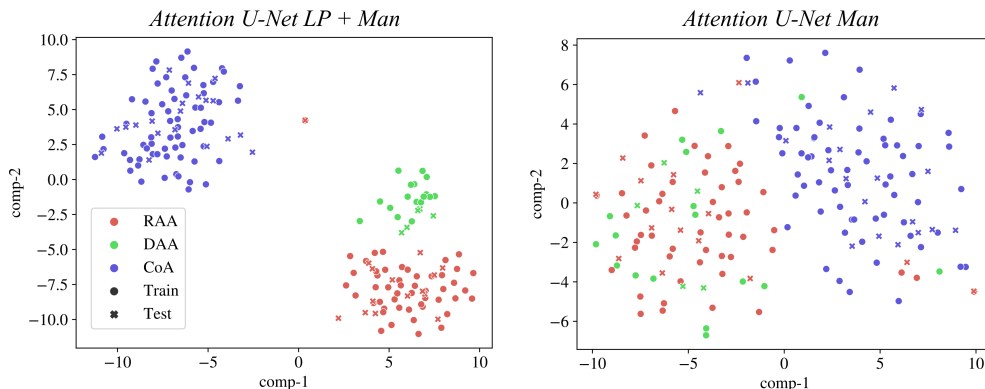 Attention U-Net LP + Man
10.0
7.5
5.0
2.5
0.0
−2.5
−5.0
−7.5
−10.0
comp-2
RAA
DAA
CoA
Train
Test
−10
−5
0
5
10
comp-1
Attention U-Net Man
8
6
4
2
0
−2
−4
−6
comp-2
−10
−5
0
5
10
comp-1